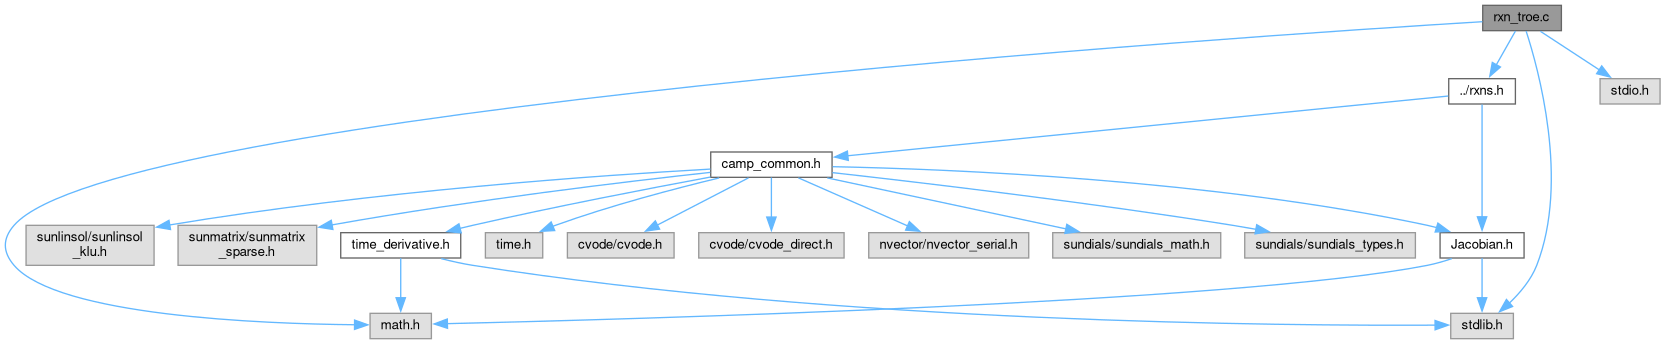 rxn_troe.c
../rxns.h
stdio.h
camp_common.h
sunlinsol/sunlinsol
_klu.h
sunmatrix/sunmatrix
_sparse.h
time_derivative.h
time.h
cvode/cvode.h
cvode/cvode_direct.h
nvector/nvector_serial.h
sundials/sundials_math.h
sundials/sundials_types.h
Jacobian.h
math.h
stdlib.h